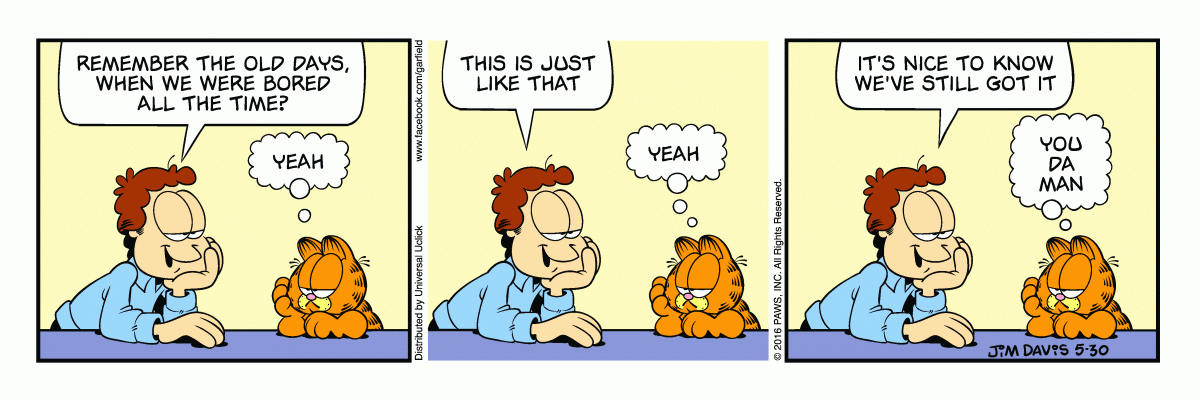 REMEMBER THE OLD DAYS,
WHEN WE WERE BORED
ALL THE TIME?
YEAH
Distributed by Universal Uclick
www.facebook.com/garfield
THIS IS JUST
LIKE THAT
YEAH
© 2016 PAWS, INC. All Rights Reserved.
IT'S NICE TO KNOW
WE'VE STILL GOT IT
YOU
DA
MAN
JIM DAVIS 5-30